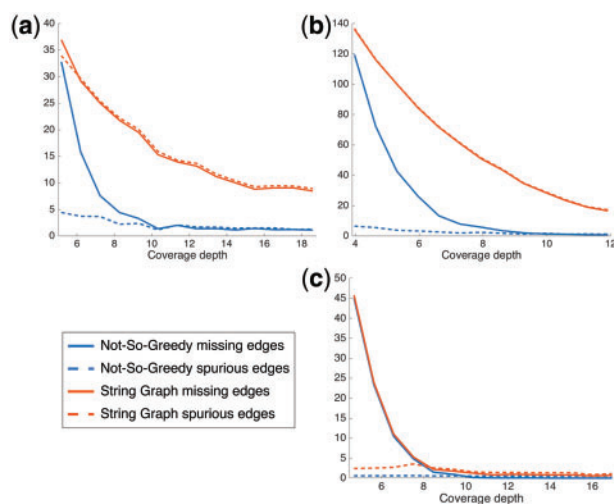 (a)
40
35
30
25
20
15
10
5
0
6 8 10 12 14 16 18
Coverage depth
(b)
140
120
100
80
60
40
20
0
4 6 8 10 12
Coverage depth
(c)
50
45
40
35
30
25
20
15
10
5
0
6 8 10 12 14 16
Coverage depth
Not-So-Greedy missing edges
Not-So-Greedy spurious edges
String Graph missing edges
String Graph spurious edges